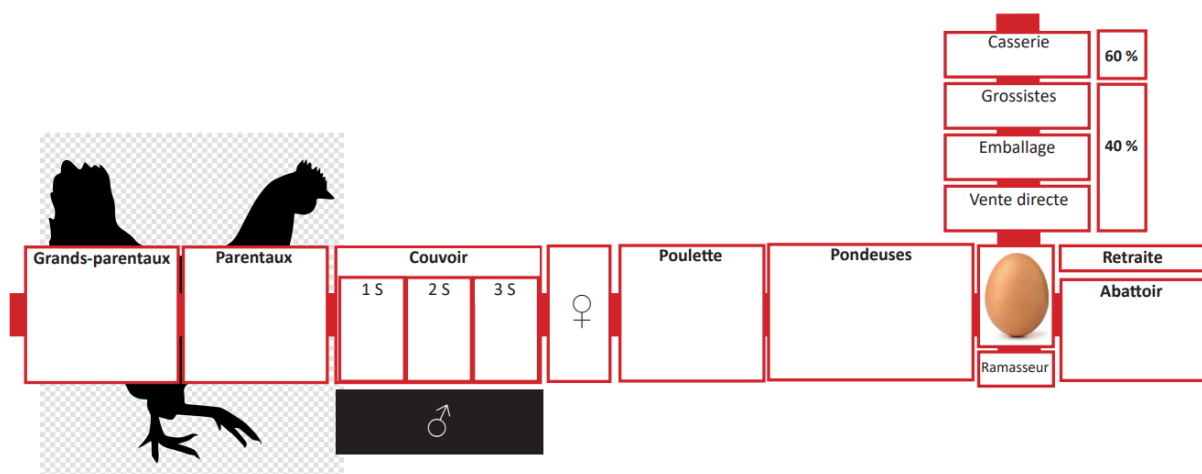 Casserie
60 %
Grossistes
Emballage
40 %
Vente directe
Grands-parentaux
Parentaux
Couvoir
1 S
2 S
3 S
♀
Poulette
Pondeuses
Retraite
Abattoir
Ramasseur
♂